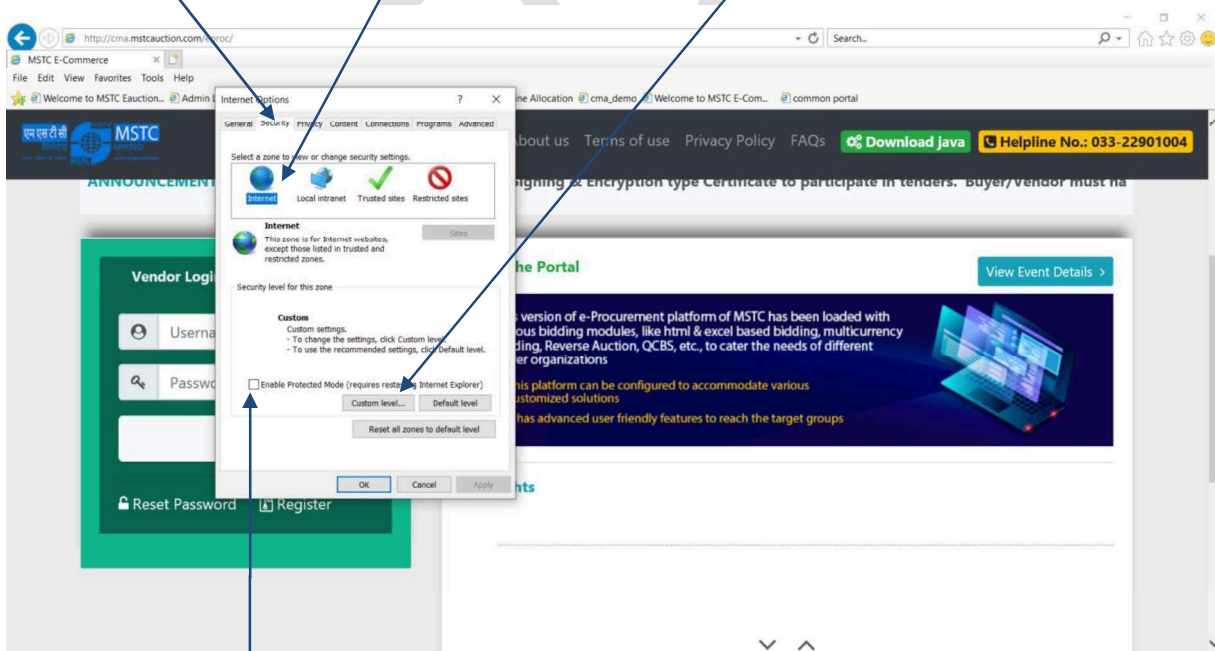 http://cma.mstcauction.com/eproc/
Search...
MSTC E-Commerce
File Edit View Favorites Tools Help
Welcome to MSTC Eauction... Admin L
ine Allocation cma_demo Welcome to MSTC E-Com... common portal
Internet Options ? ×
General Security Privacy Content Connections Programs Advanced
Select a zone to view or change security settings.
Internet Local intranet Trusted sites Restricted sites
Internet
This zone is for Internet websites,
except those listed in trusted and
restricted zones.
Sites
Security level for this zone
Custom
Custom settings.
- To change the settings, click Custom level.
- To use the recommended settings, click Default level.
Enable Protected Mode (requires restarting Internet Explorer)
Custom level... Default level
Reset all zones to default level
OK Cancel Apply
एम एस टी सी
MSTC
LIMITED
About us Terms of use Privacy Policy FAQs Download java Helpline No.: 033-22901004
ANNOUNCEMENT
signing & Encryption type Certificate to participate in tenders. Buyer/Vendor must ha
Vendor Logi
Userna
Passwo
Reset Password Register
he Portal
View Event Details >
version of e-Procurement platform of MSTC has been loaded with
ous bidding modules, like html & excel based bidding, multicurrency
ding, Reverse Auction, QCBS, etc., to cater the needs of different
er organizations
his platform can be configured to accommodate various
ustomized solutions
has advanced user friendly features to reach the target groups
hts